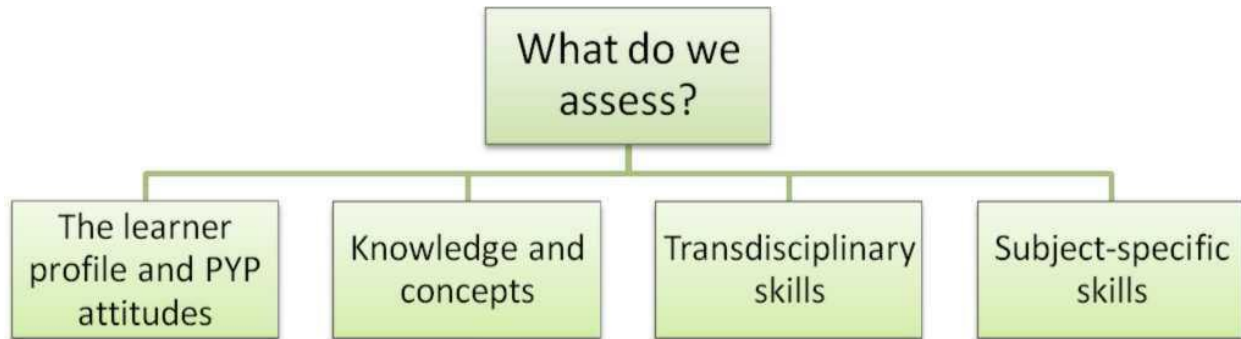 What do we
assess?
The learner
profile and PYP
attitudes
Knowledge and
concepts
Transdisciplinary
skills
Subject-specific
skills